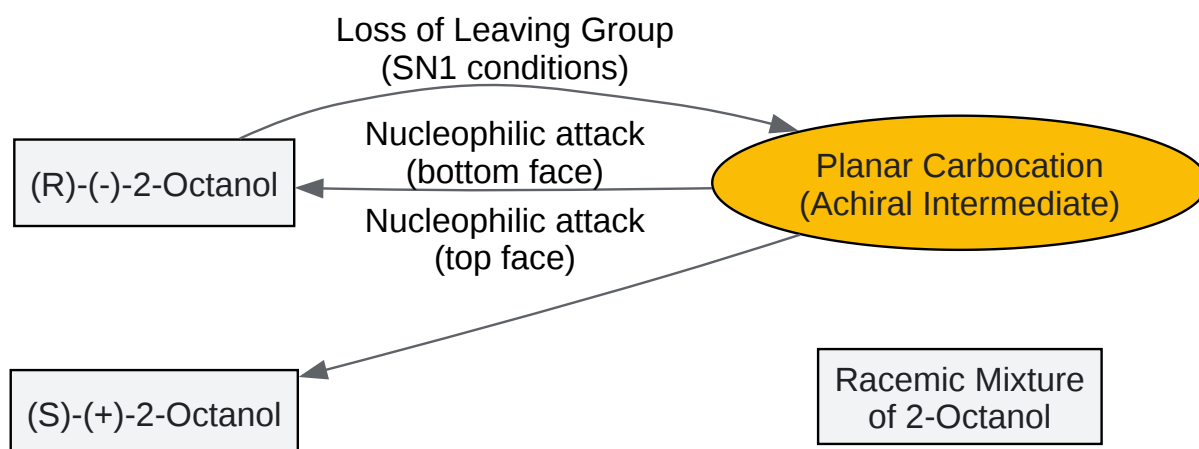 Loss of Leaving Group
(SN1 conditions)
Nucleophilic attack
(bottom face)
(R)-(-)-2-Octanol
Planar Carbocation
(Achiral Intermediate)
Nucleophilic attack
(top face)
(S)-(+)-2-Octanol
Racemic Mixture
of 2-Octanol